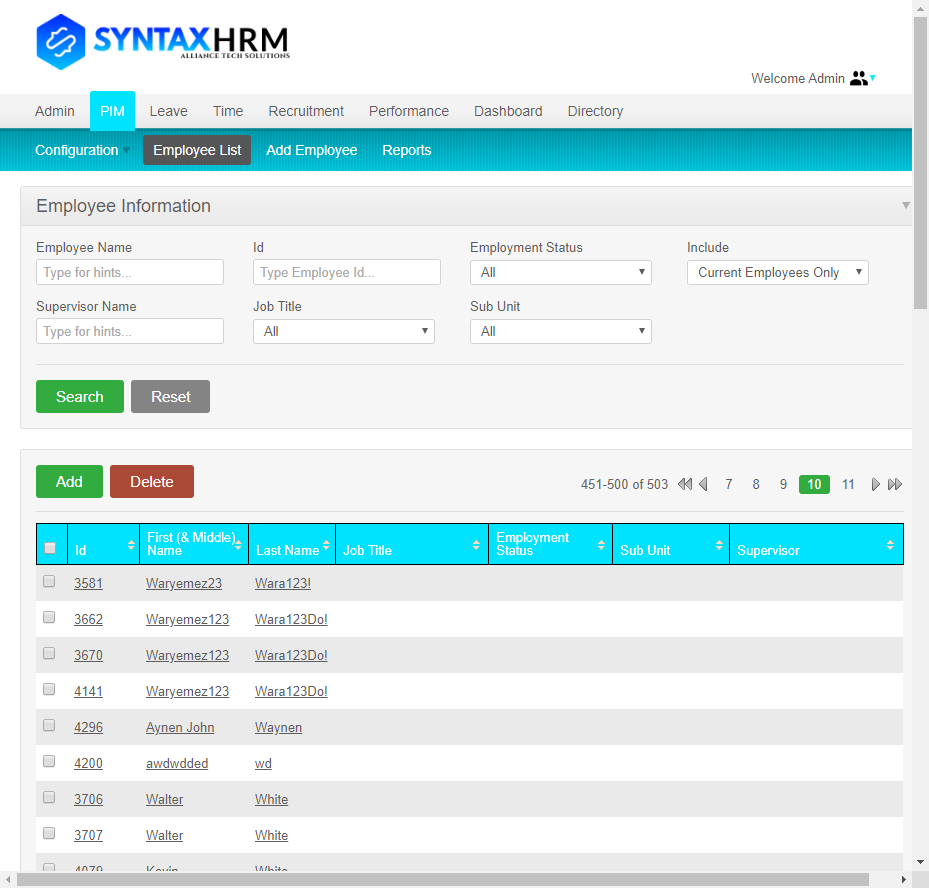 SYNTAXHRM
ALLIANCE TECH SOLUTIONS
Welcome Admin
Admin PIM Leave Time Recruitment Performance Dashboard Directory
Configuration Employee List Add Employee Reports
Employee Information
Employee Name Id Employment Status Include
Type for hints... Type Employee Id... All Current Employees Only
Supervisor Name Job Title Sub Unit
Type for hints... All All
Search Reset
Add Delete 451-500 of 503 7 8 9 10 11
Id First (& Middle) Name Last Name Job Title Employment Status Sub Unit Supervisor
3581 Waryemez23 Wara123!
3662 Waryemez123 Wara123Do!
3670 Waryemez123 Wara123Do!
4141 Waryemez123 Wara123Do!
4296 Aynen John Waynen
4200 awdwdded wd
3706 Walter White
3707 Walter White
4079 Kevin White